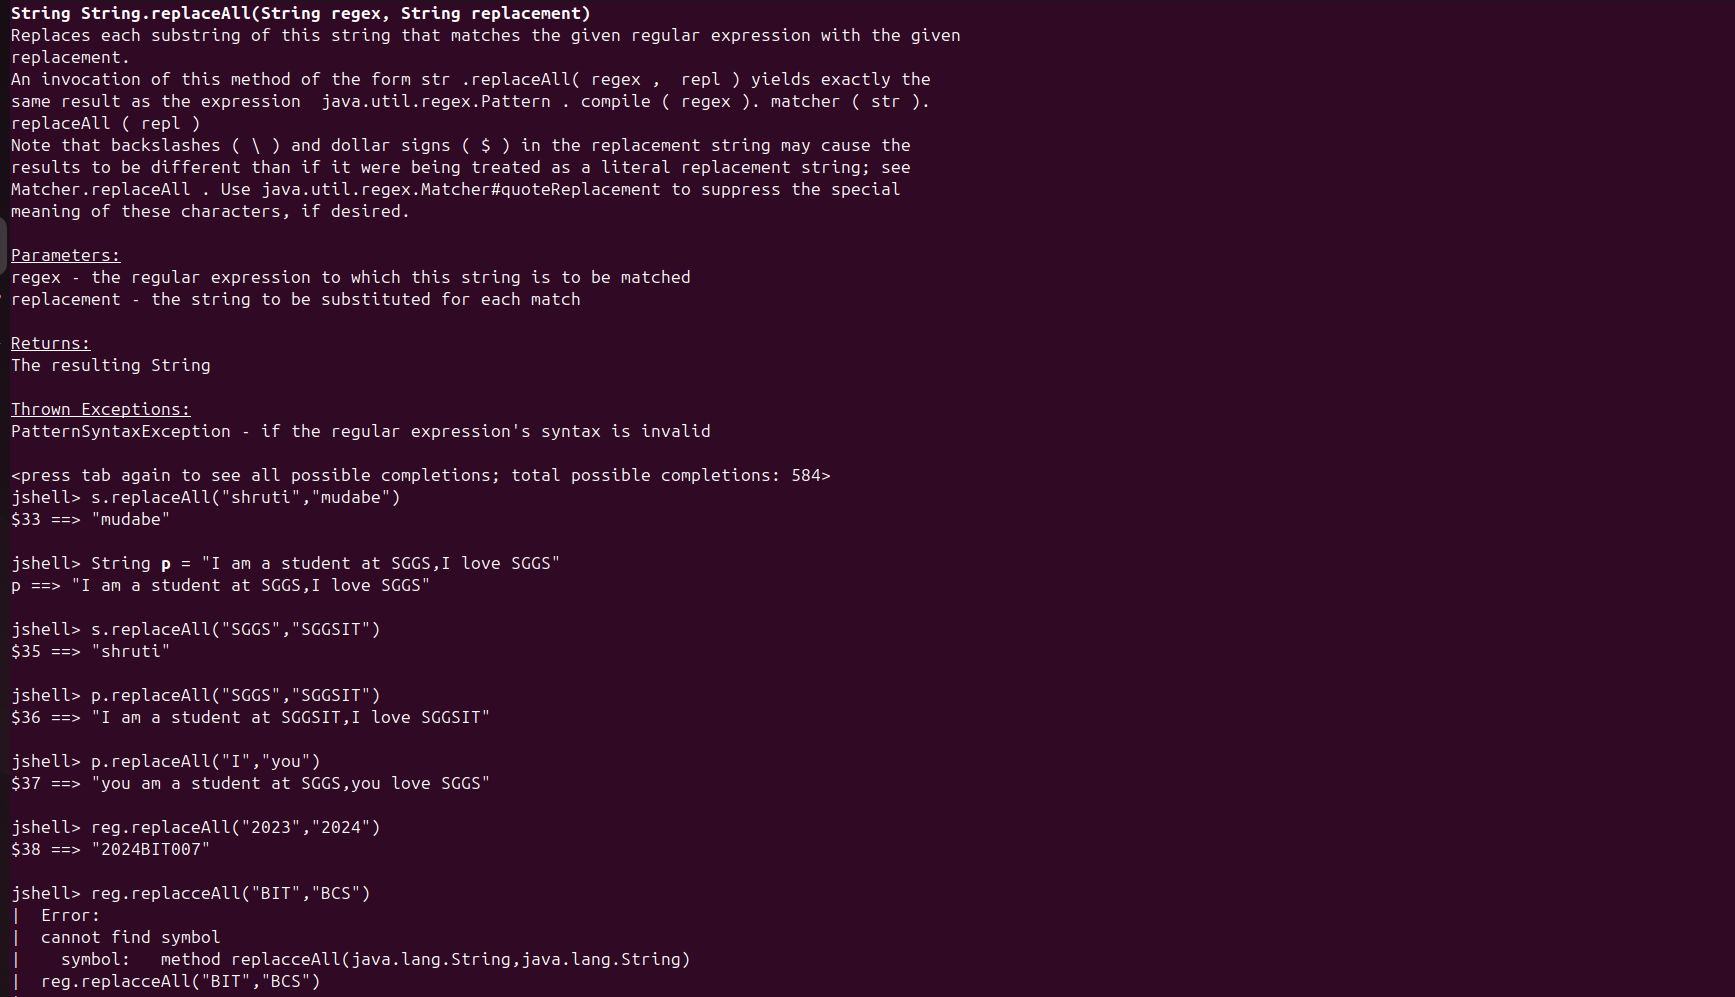 String String.replaceAll(String regex, String replacement)
Replaces each substring of this string that matches the given regular expression with the given
replacement.
An invocation of this method of the form str .replaceAll( regex ,  repl ) yields exactly the
same result as the expression  java.util.regex.Pattern . compile ( regex ). matcher ( str ).
replaceAll ( repl )
Note that backslashes ( \ ) and dollar signs ( $ ) in the replacement string may cause the
results to be different than if it were being treated as a literal replacement string; see
Matcher.replaceAll . Use java.util.regex.Matcher#quoteReplacement to suppress the special
meaning of these characters, if desired.

Parameters:
regex - the regular expression to which this string is to be matched
replacement - the string to be substituted for each match

Returns:
The resulting String

Thrown Exceptions:
PatternSyntaxException - if the regular expression's syntax is invalid

<press tab again to see all possible completions; total possible completions: 584>
jshell> s.replaceAll("shruti","mudabe")
$33 ==> "mudabe"

jshell> String p = "I am a student at SGGS,I love SGGS"
p ==> "I am a student at SGGS,I love SGGS"

jshell> s.replaceAll("SGGS","SGGSIT")
$35 ==> "shruti"

jshell> p.replaceAll("SGGS","SGGSIT")
$36 ==> "I am a student at SGGSIT,I love SGGSIT"

jshell> p.replaceAll("I","you")
$37 ==> "you am a student at SGGS,you love SGGS"

jshell> reg.replaceAll("2023","2024")
$38 ==> "2024BIT007"

jshell> reg.replacceAll("BIT","BCS")
|  Error:
|  cannot find symbol
|    symbol:   method replacceAll(java.lang.String,java.lang.String)
|  reg.replacceAll("BIT","BCS")